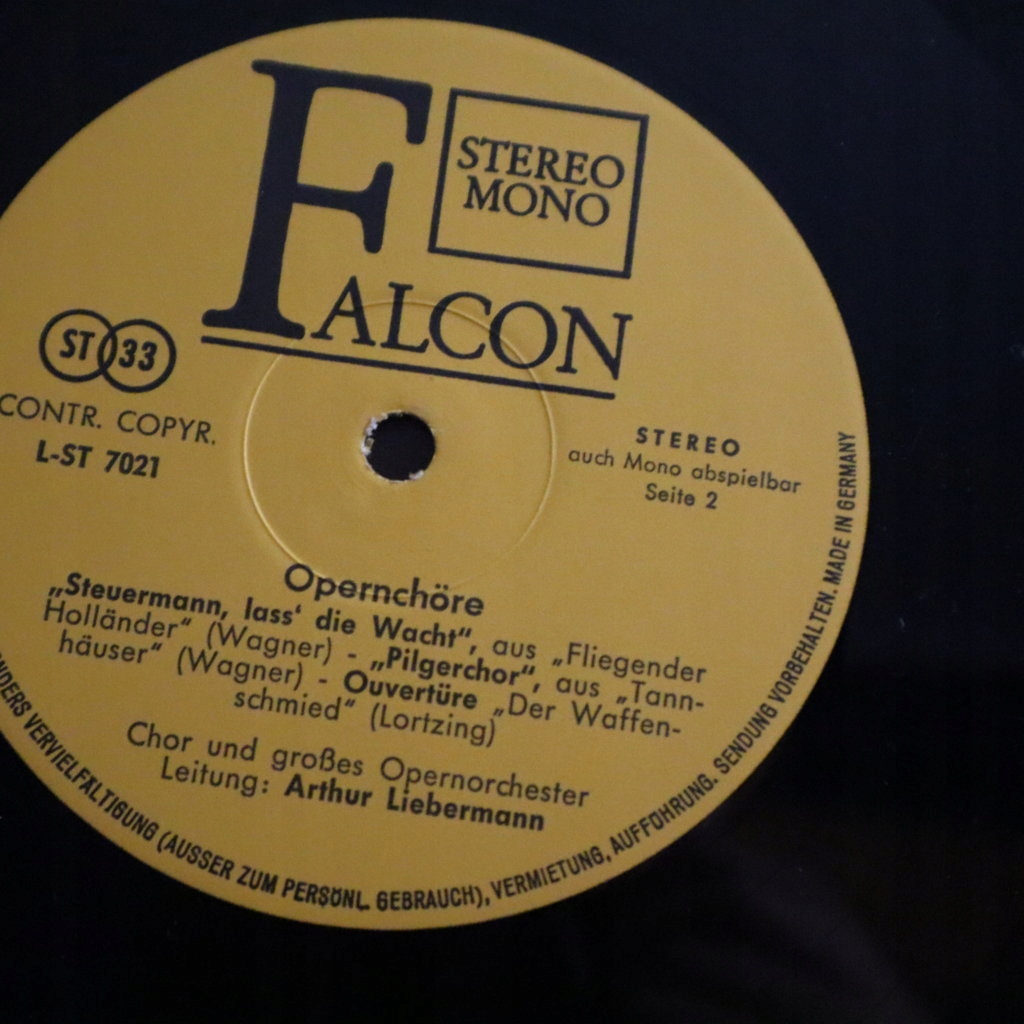 FALCON
STEREO
MONO
ST 33
CONTR. COPYR.
L-ST 7021
STEREO
auch Mono abspielbar
Seite 2
Opernchöre
„Steuermann, lass' die Wacht“, aus „Fliegender
Holländer“ (Wagner) - „Pilgerchor“, aus „Tann-
häuser“ (Wagner) - Ouvertüre „Der Waffen-
schmied“ (Lortzing)
Chor und großes Opernorchester
Leitung: Arthur Liebermann
VERVIELFÄLTIGUNG (AUSSER ZUM PERSÖNL. GEBRAUCH), VERMIETUNG, AUFFÜHRUNG. SENDUNG VORBEHALTEN. MADE IN GERMANY